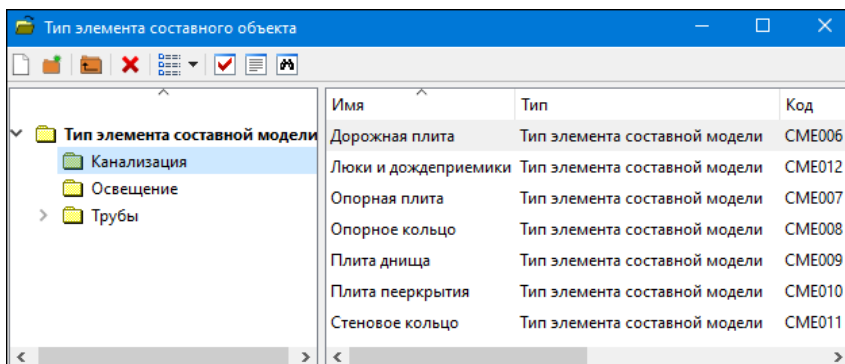 Тип элемента составного объекта
Имя Тип Код
Тип элемента составной модели
Канализация
Освещение
Трубы
Дорожная плита Тип элемента составной модели CME006
Люки и дождеприемики Тип элемента составной модели CME012
Опорная плита Тип элемента составной модели CME007
Опорное кольцо Тип элемента составной модели CME008
Плита днища Тип элемента составной модели CME009
Плита пееркрытия Тип элемента составной модели CME010
Стеновое кольцо Тип элемента составной модели CME011